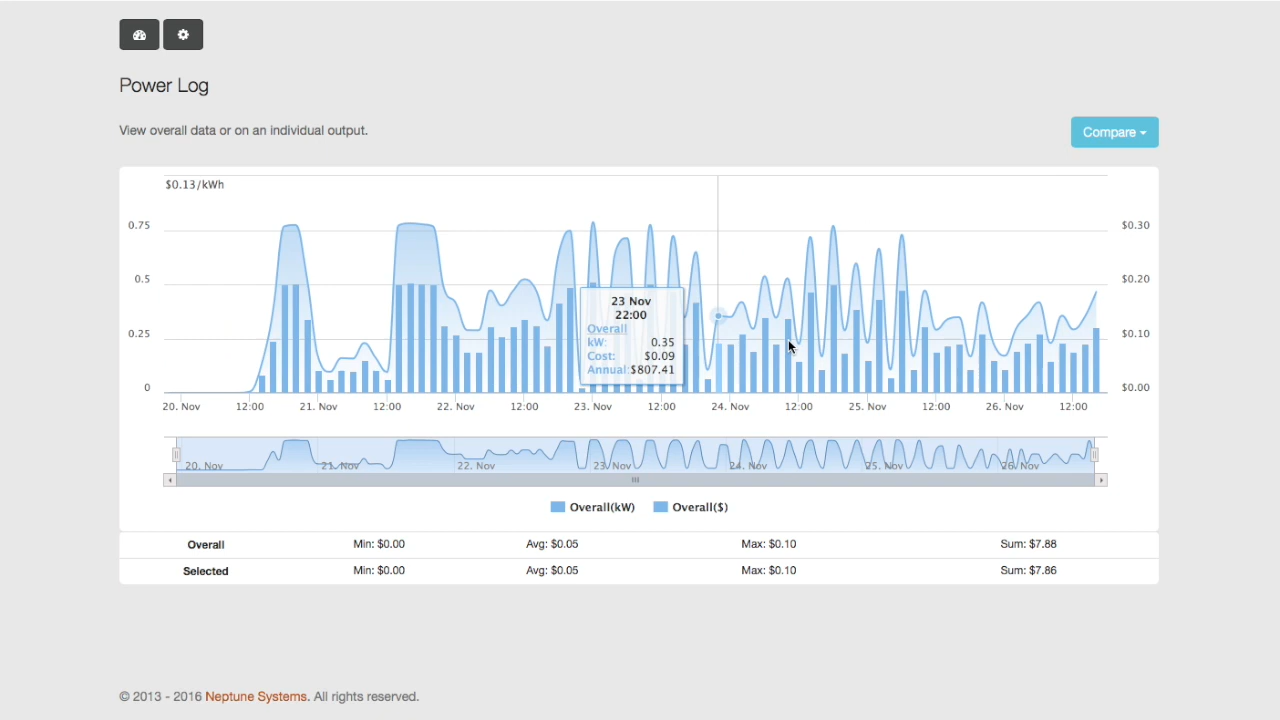 Power Log
View overall data or on an individual output.
Compare
$0.13/kWh
0.75
0.5
0.25
0
$0.30
$0.20
$0.10
$0.00
23 Nov
22:00
Overall
kW: 0.35
Cost: $0.09
Annual: $807.41
20. Nov 12:00 21. Nov 12:00 22. Nov 12:00 23. Nov 12:00 24. Nov 12:00 25. Nov 12:00 26. Nov 12:00
20. Nov 21. Nov 22. Nov 23. Nov 24. Nov 25. Nov 26. Nov
Overall(kW) Overall($)
Overall Min: $0.00 Avg: $0.05 Max: $0.10 Sum: $7.88
Selected Min: $0.00 Avg: $0.05 Max: $0.10 Sum: $7.86
© 2013 - 2016 Neptune Systems. All rights reserved.